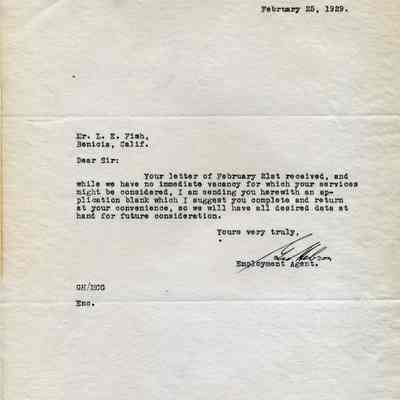 February 25, 1929.
Mr. L. E. Fish,
Benicia, Calif.
Dear Sir:
Your letter of February 21st received, and
while we have no immediate vacancy for which your services
might be considered, I am sending you herewith an ap-
plication blank which I suggest you complete and return
at your convenience, so we will have all desired data at
hand for future consideration.
Yours very truly,
Employment Agent.
Enc.